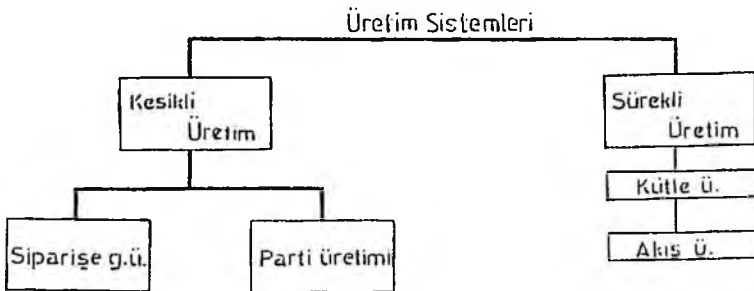 Üretim Sistemleri
Kesikli
Üretim
Sürekli
Üretim
Kütle ü.
Siparişe g.ü.
Parti üretimi
Akış ü.